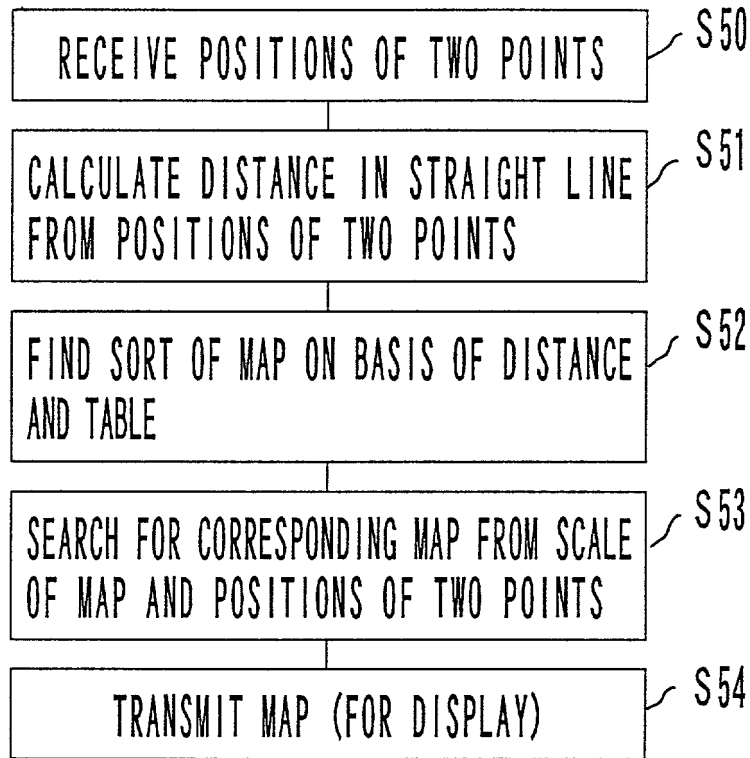 RECEIVE POSITIONS OF TWO POINTS
S50
CALCULATE DISTANCE IN STRAIGHT LINE
FROM POSITIONS OF TWO POINTS
S51
FIND SORT OF MAP ON BASIS OF DISTANCE
AND TABLE
S52
SEARCH FOR CORRESPONDING MAP FROM SCALE
OF MAP AND POSITIONS OF TWO POINTS
S53
TRANSMIT MAP (FOR DISPLAY)
S54